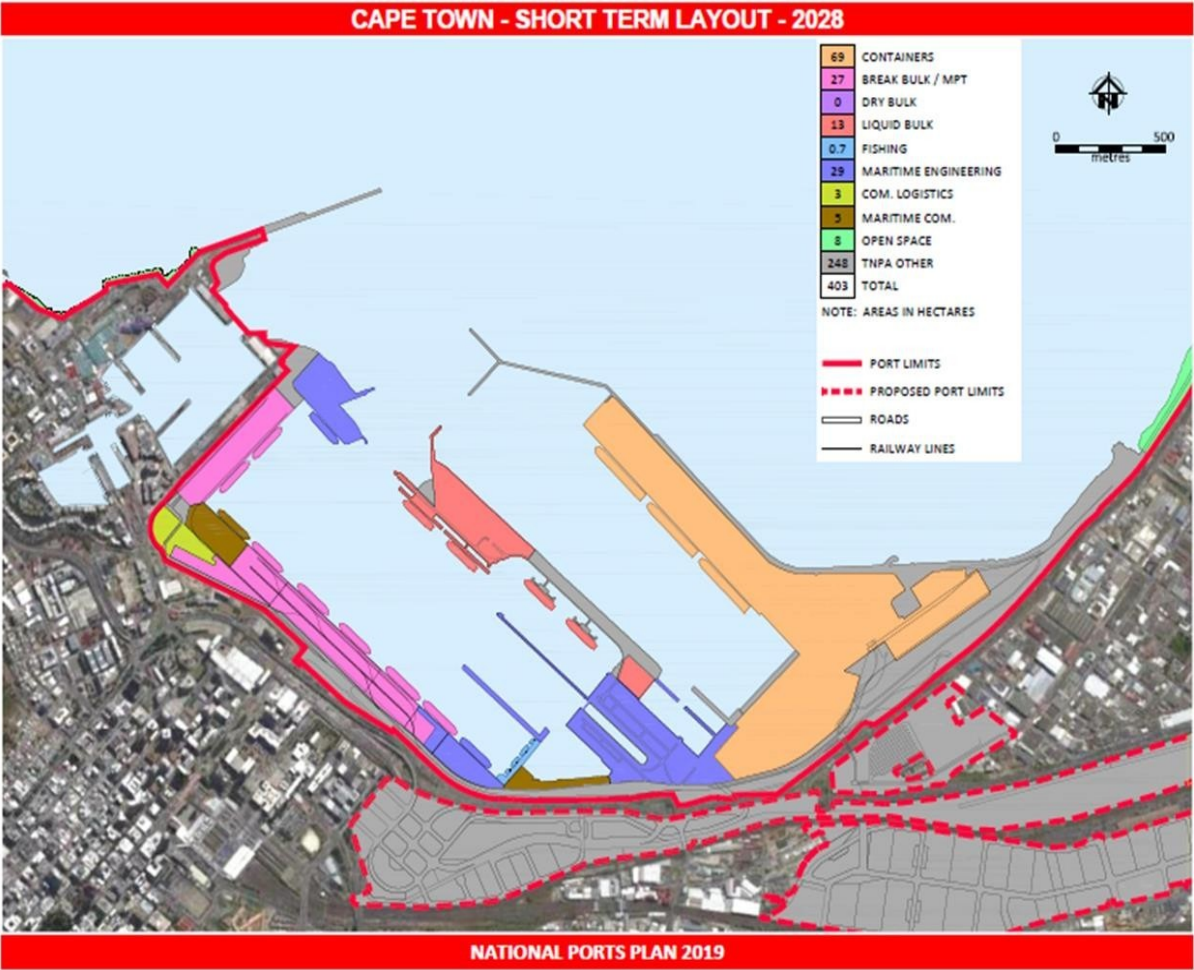 CAPE TOWN - SHORT TERM LAYOUT - 2028
69 CONTAINERS
27 BREAK BULK / MPT
0 DRY BULK
13 LIQUID BULK
0.7 FISHING
29 MARITIME ENGINEERING
3 COM. LOGISTICS
5 MARITIME COM.
8 OPEN SPACE
248 TNPA OTHER
403 TOTAL
NOTE: AREAS IN HECTARES
PORT LIMITS
PROPOSED PORT LIMITS
ROADS
RAILWAY LINES
N
0 500
metres
NATIONAL PORTS PLAN 2019